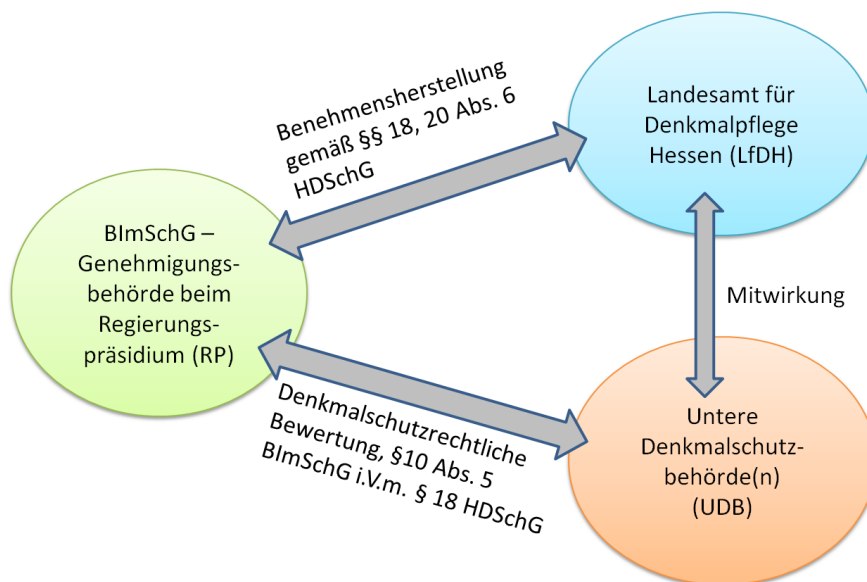 Benehmensherstellung
gemäß §§ 18, 20 Abs. 6
HDSchG
Landesamt für
Denkmalpflege
Hessen (LfDH)
BImSchG –
Genehmigungs-
behörde beim
Regierungs-
präsidium (RP)
Mitwirkung
Denkmalschutzrechtliche
Bewertung, §10 Abs. 5
BImSchG i.V.m. § 18 HDSchG
Untere
Denkmalschutz-
behörde(n)
(UDB)